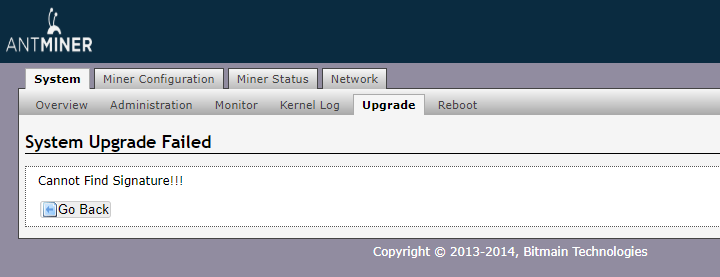 ANTMINER
System Miner Configuration Miner Status Network
Overview Administration Monitor Kernel Log Upgrade Reboot
System Upgrade Failed
Cannot Find Signature!!!
Go Back
Copyright © 2013-2014, Bitmain Technologies